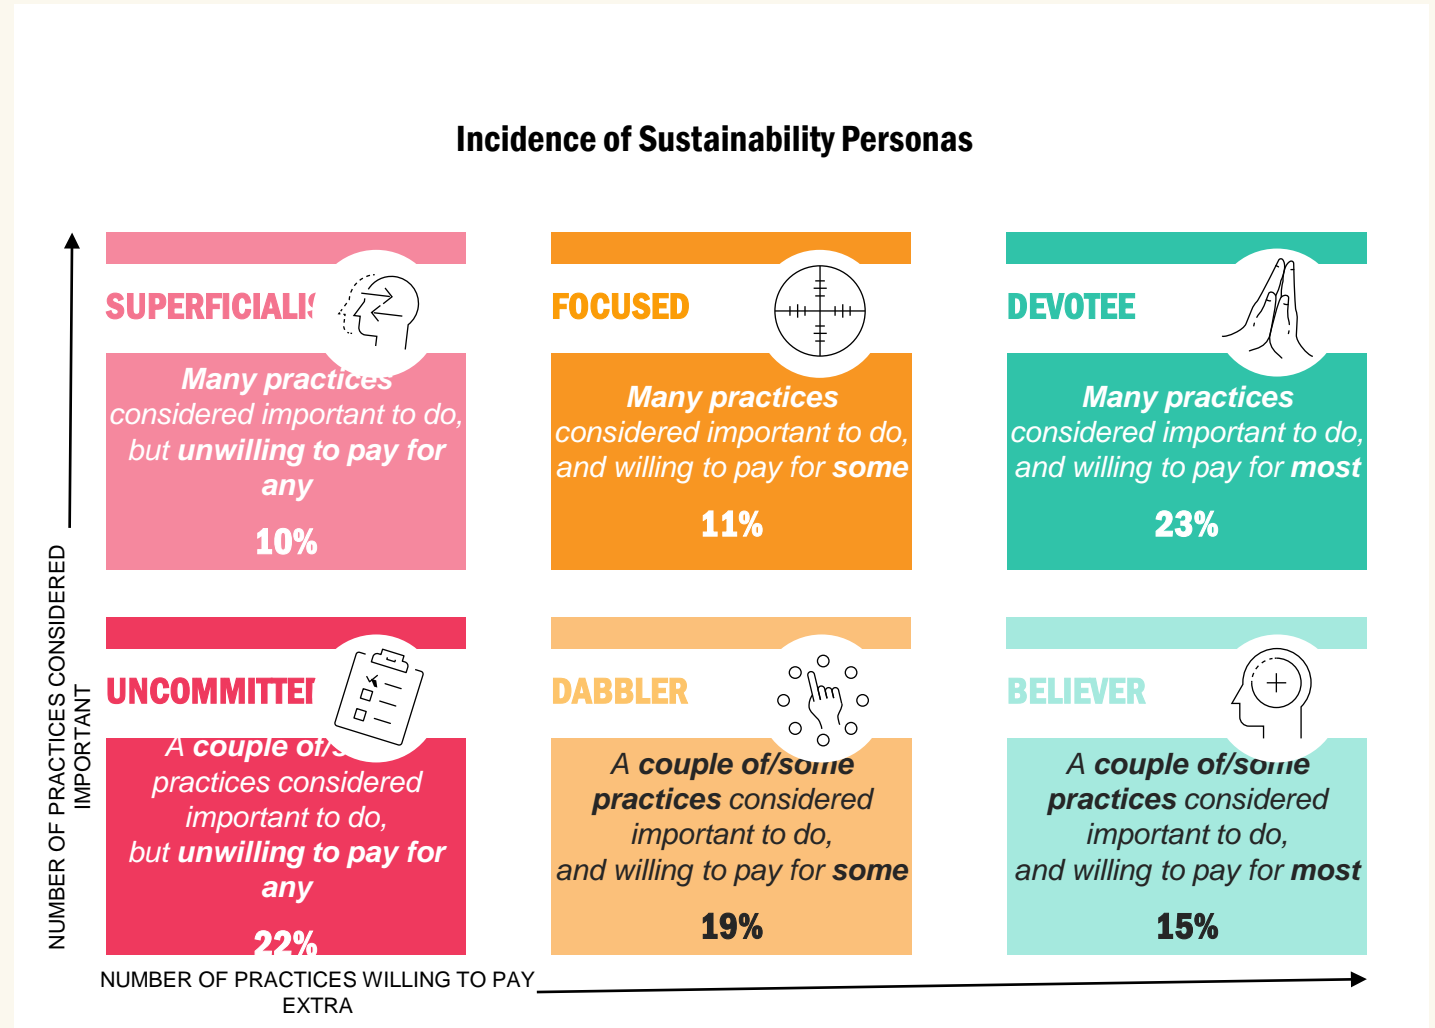 Incidence of Sustainability Personas
NUMBER OF PRACTICES CONSIDERED
IMPORTANT
SUPERFICIALIS
Many practices
considered important to do,
but unwilling to pay for
any
10%
FOCUSED
Many practices
considered important to do,
and willing to pay for some
11%
DEVOTEE
Many practices
considered important to do,
and willing to pay for most
23%
UNCOMMITTE
A couple of/s
practices considered
important to do,
but unwilling to pay for
any
22%
DABBLER
A couple of/some
practices considered
important to do,
and willing to pay for some
19%
BELIEVER
A couple of/some
practices considered
important to do,
and willing to pay for most
15%
NUMBER OF PRACTICES WILLING TO PAY
EXTRA